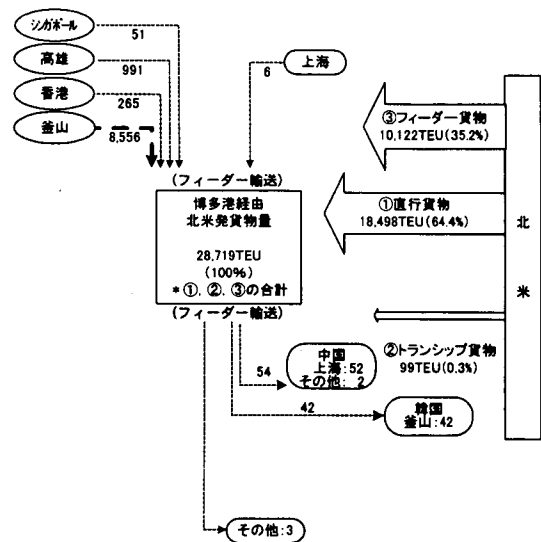 シンガポール
51
高雄
991
香港
265
釜山
8,556
6
上海
③フィーダー貨物
10,122TEU(35.2%)
(フィーダー輸送)
博多港経由
北米発貨物量
28,719TEU
(100%)
*①, ②, ③の合計
(フィーダー輸送)
①直行貨物
18,498TEU(64.4%)
北米
②トランシップ貨物
99TEU(0.3%)
54
中国
上海:52
その他: 2
42
韓国
釜山:42
その他:3